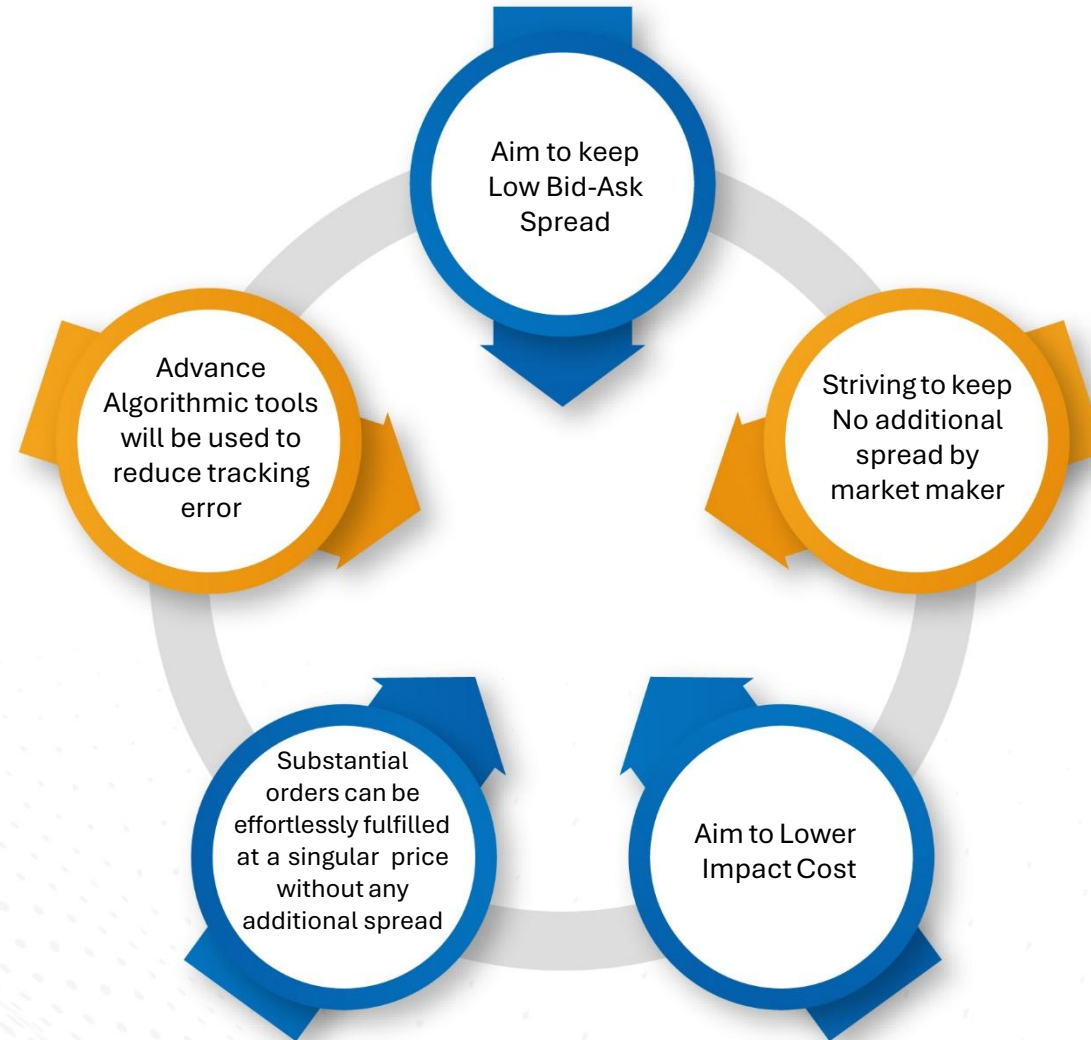 Aim to keep
Low Bid-Ask
Spread
Striving to keep
No additional
spread by
market maker
Aim to Lower
Impact Cost
Substantial
orders can be
effortlessly fulfilled
at a singular price
without any
additional spread
Advance
Algorithmic tools
will be used to
reduce tracking
error